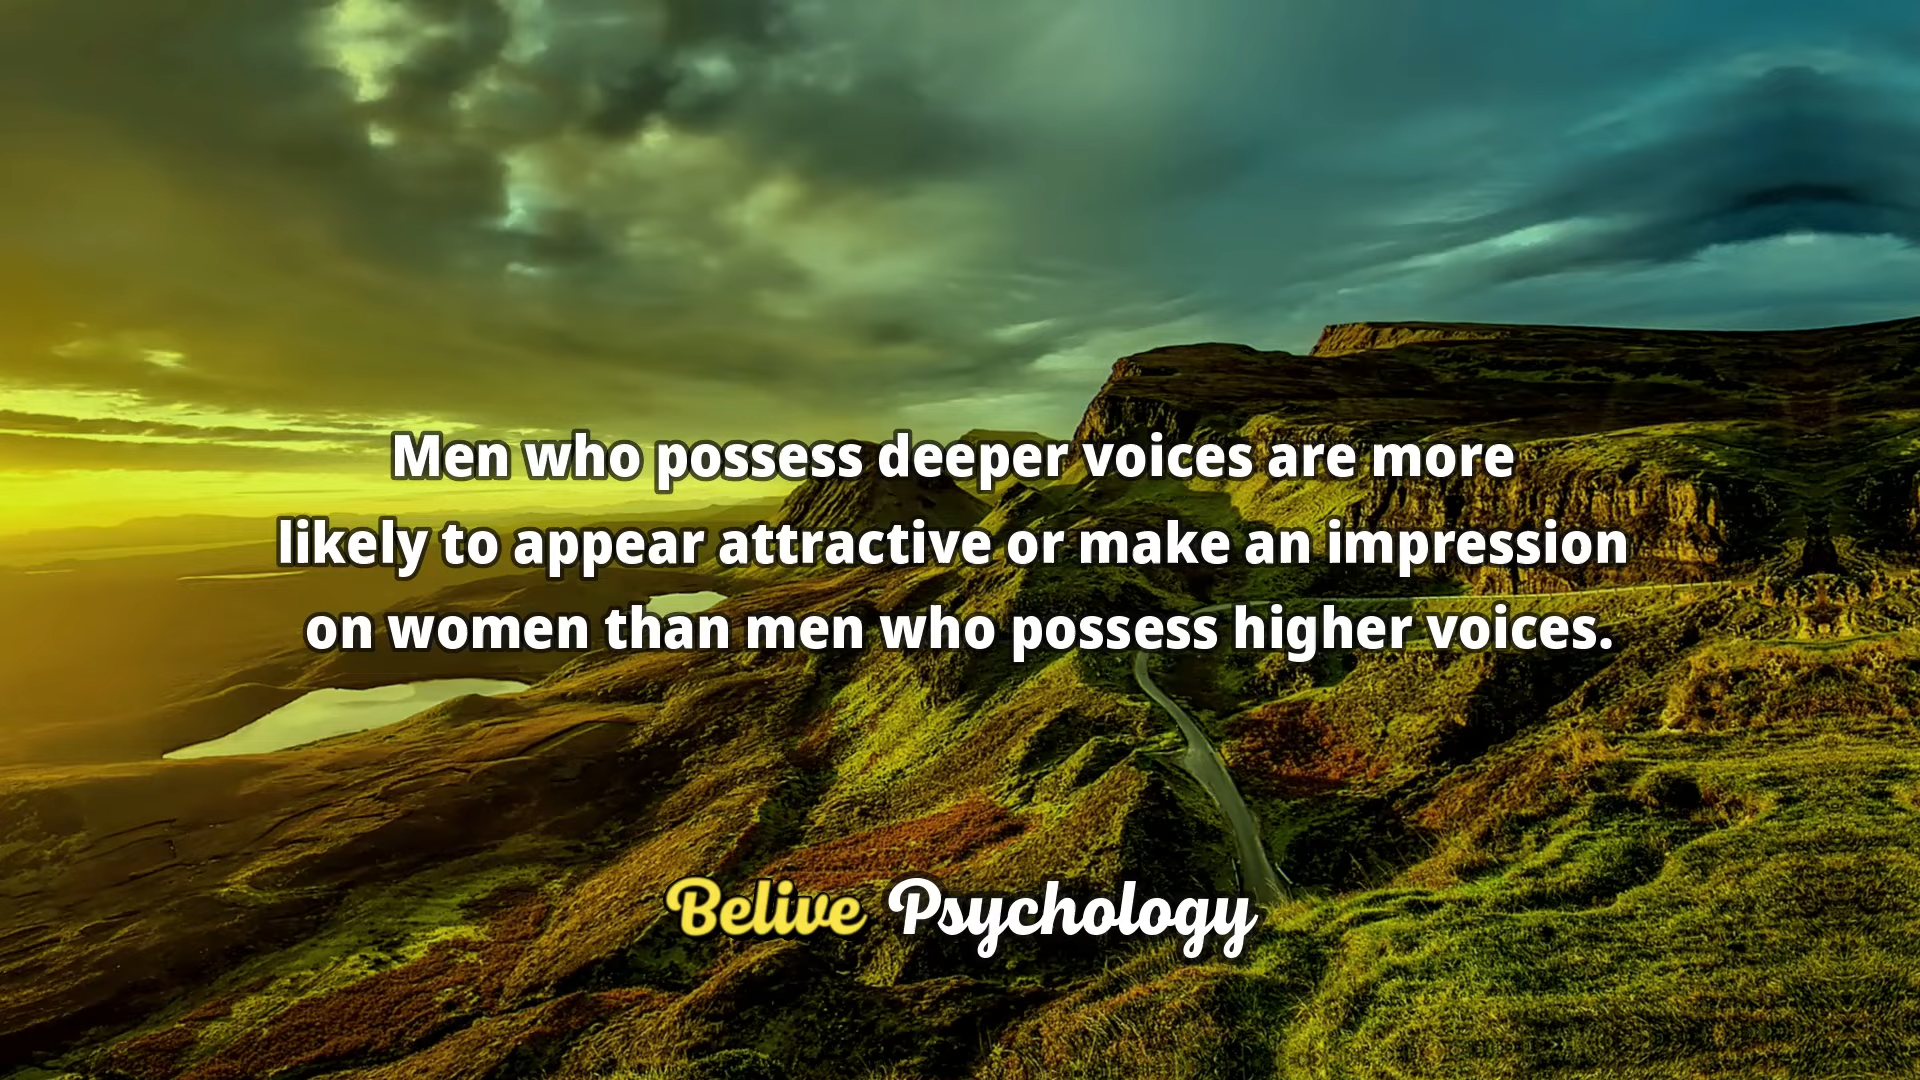 Men who possess deeper voices are more
likely to appear attractive or make an impression
on women than men who possess higher voices.
Belive Psychology